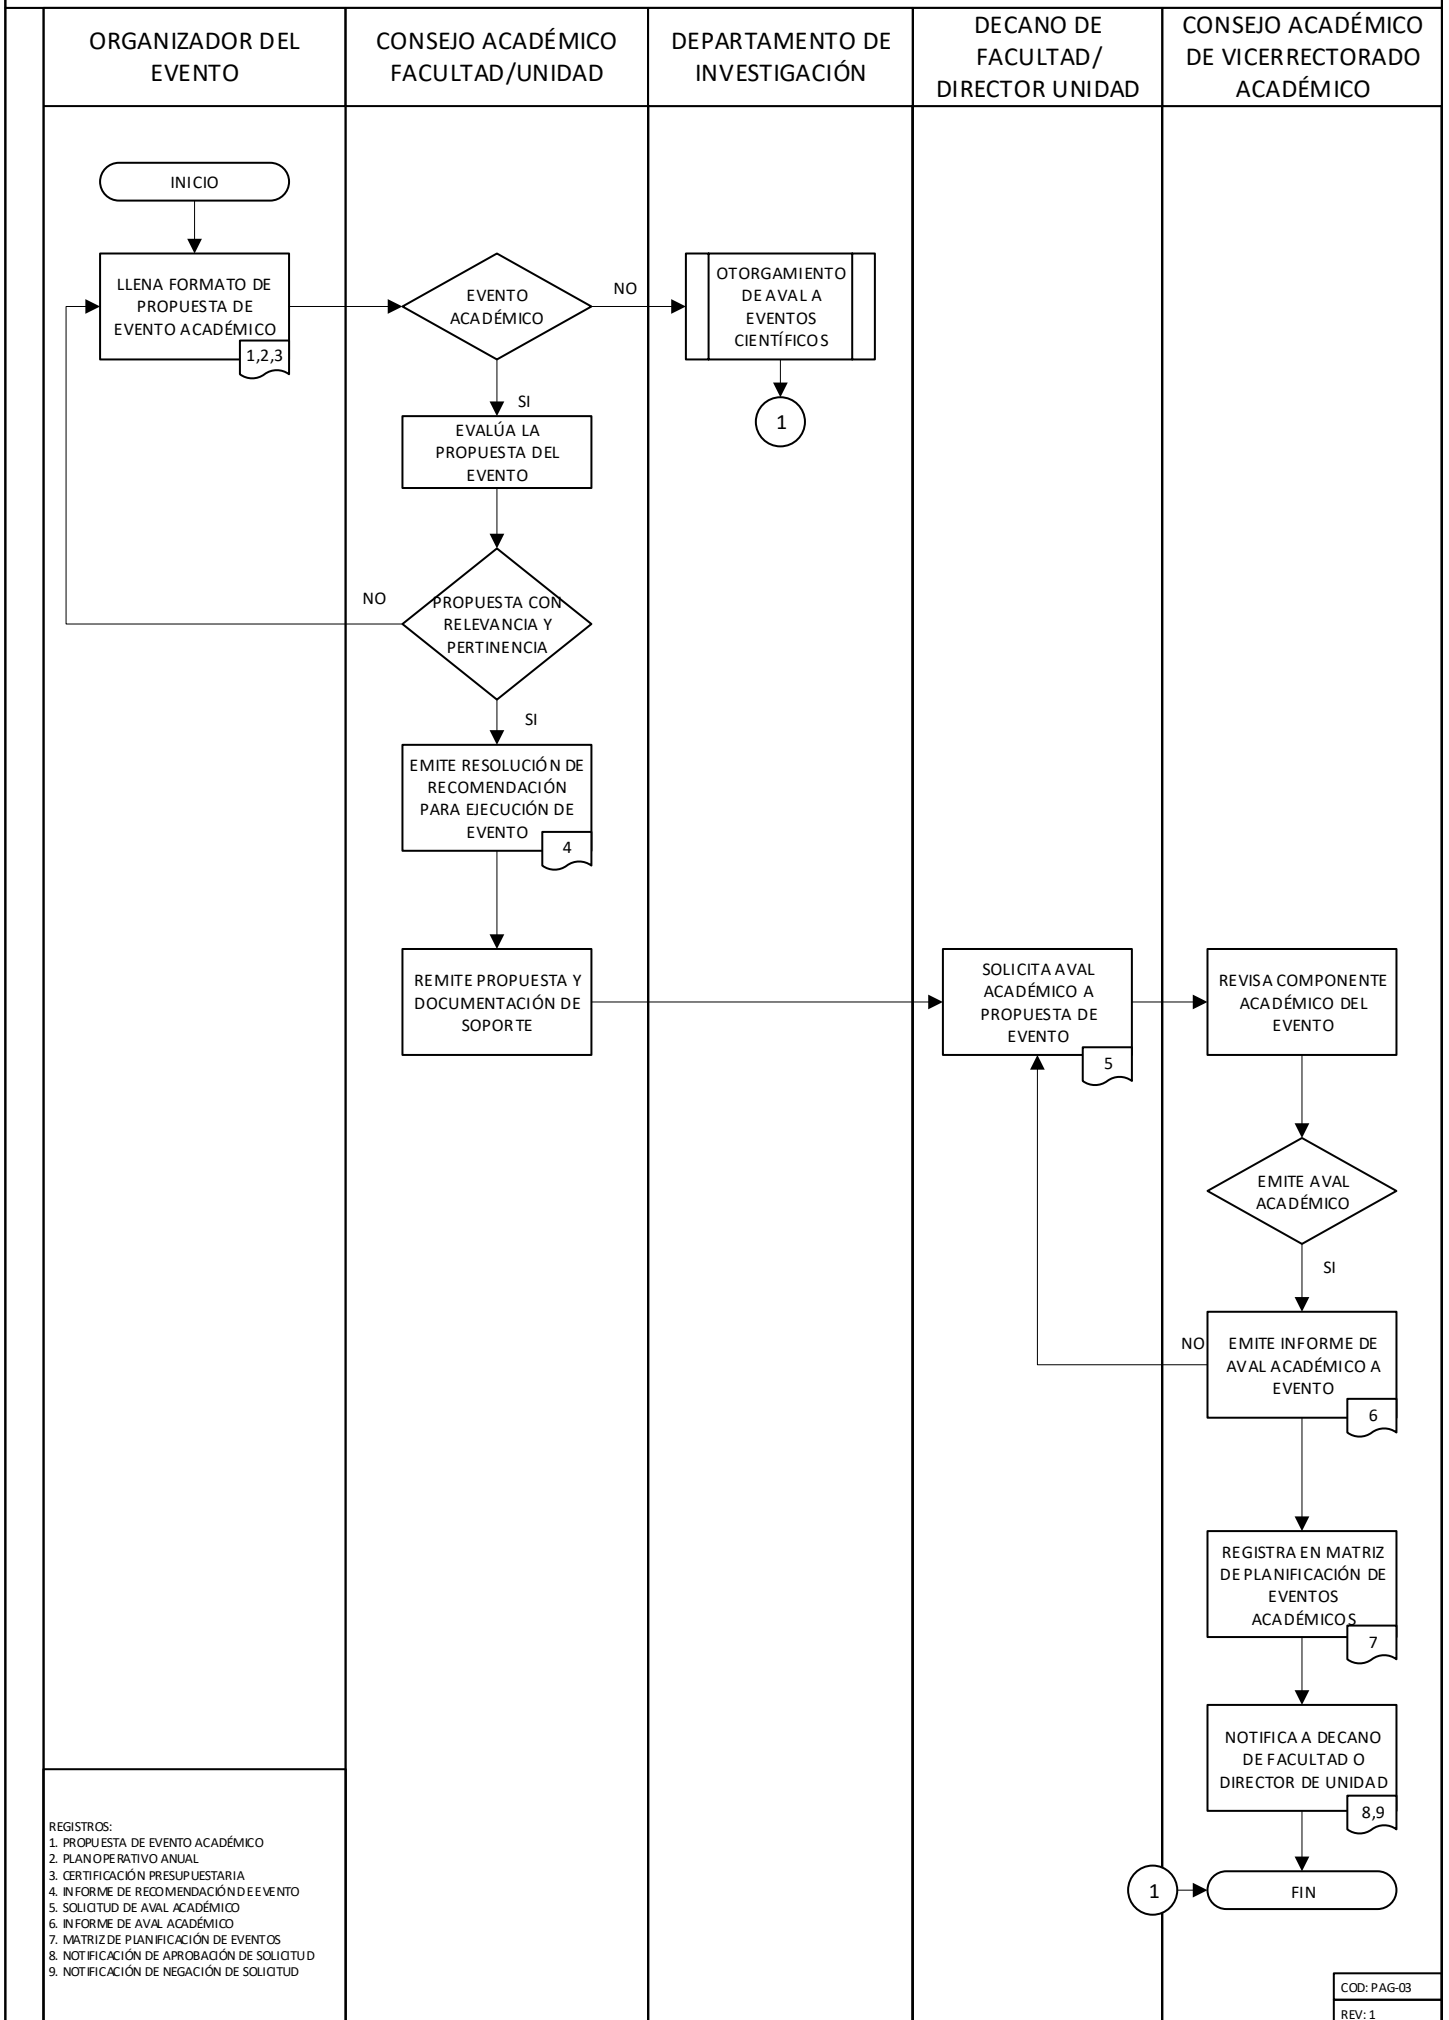 ORGANIZADOR DEL
EVENTO
CONSEJO ACADÉMICO
FACULTAD/UNIDAD
DEPARTAMENTO DE
INVESTIGACIÓN
DECANO DE
FACULTAD/
DIRECTOR UNIDAD
CONSEJO ACADÉMICO
DE VICERRECTORADO
ACADÉMICO
INICIO
LLENA FORMATO DE
PROPUESTA DE
EVENTO ACADÉMICO
1,2,3
EVENTO
ACADÉMICO
NO
OTORGAMIENTO
DE AVAL A
EVENTOS
CIENTÍFICOS
1
SI
EVALÚA LA
PROPUESTA DEL
EVENTO
NO
PROPUESTA CON
RELEVANCIA Y
PERTINENCIA
SI
EMITE RESOLUCIÓN DE
RECOMENDACIÓN
PARA EJECUCIÓN DE
EVENTO
4
REMITE PROPUESTA Y
DOCUMENTACIÓN DE
SOPORTE
SOLICITA AVAL
ACADÉMICO A
PROPUESTA DE
EVENTO
5
REVISA COMPONENTE
ACADÉMICO DEL
EVENTO
EMITE AVAL
ACADÉMICO
SI
NO
EMITE INFORME DE
AVAL ACADÉMICO A
EVENTO
6
REGISTRA EN MATRIZ
DE PLANIFICACIÓN DE
EVENTOS
ACADÉMICOS
7
NOTIFICA A DECANO
DE FACULTAD O
DIRECTOR DE UNIDAD
8,9
1
FIN
REGISTROS:
1. PROPUESTA DE EVENTO ACADÉMICO
2. PLAN OPERATIVO ANUAL
3. CERTIFICACIÓN PRESUPUESTARIA
4. INFORME DE RECOMENDACIÓN DE EVENTO
5. SOLICITUD DE AVAL ACADÉMICO
6. INFORME DE AVAL ACADÉMICO
7. MATRIZ DE PLANIFICACIÓN DE EVENTOS
8. NOTIFICACIÓN DE APROBACIÓN DE SOLICITUD
9. NOTIFICACIÓN DE NEGACIÓN DE SOLICITUD
COD: PAG-03
REV: 1